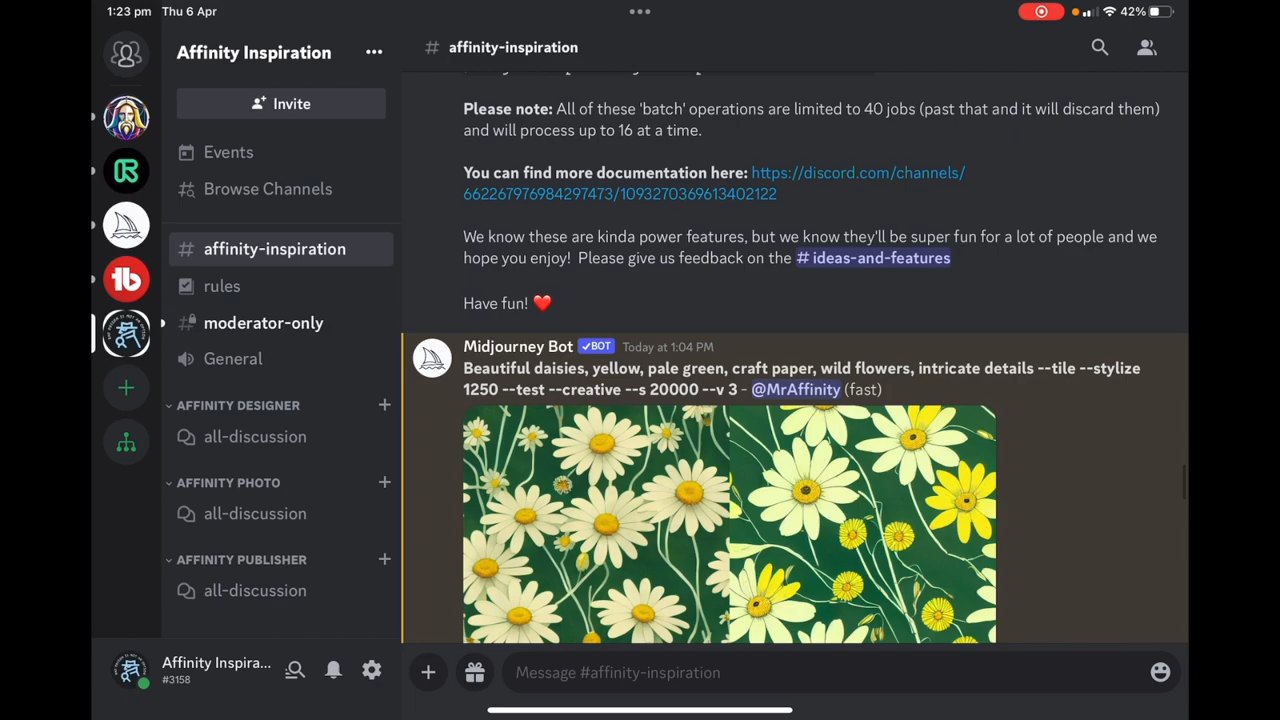 1:23 pm Thu 6 Apr
42%
Affinity Inspiration
Invite
Events
Browse Channels
affinity-inspiration
rules
moderator-only
General
AFFINITY DESIGNER
all-discussion
AFFINITY PHOTO
all-discussion
AFFINITY PUBLISHER
all-discussion
Affinity Inspira...
#3158
# affinity-inspiration
Please note: All of these 'batch' operations are limited to 40 jobs (past that and it will discard them)
and will process up to 16 at a time.
You can find more documentation here: https://discord.com/channels/
662267976984297473/1093270369613402122
We know these are kinda power features, but we know they'll be super fun for a lot of people and we
hope you enjoy! Please give us feedback on the # ideas-and-features
Have fun! ❤️
Midjourney Bot ✓BOT Today at 1:04 PM
Beautiful daisies, yellow, pale green, craft paper, wild flowers, intricate details --tile --stylize
1250 --test --creative --s 20000 --v 3 - @MrAffinity (fast)
Message #affinity-inspiration